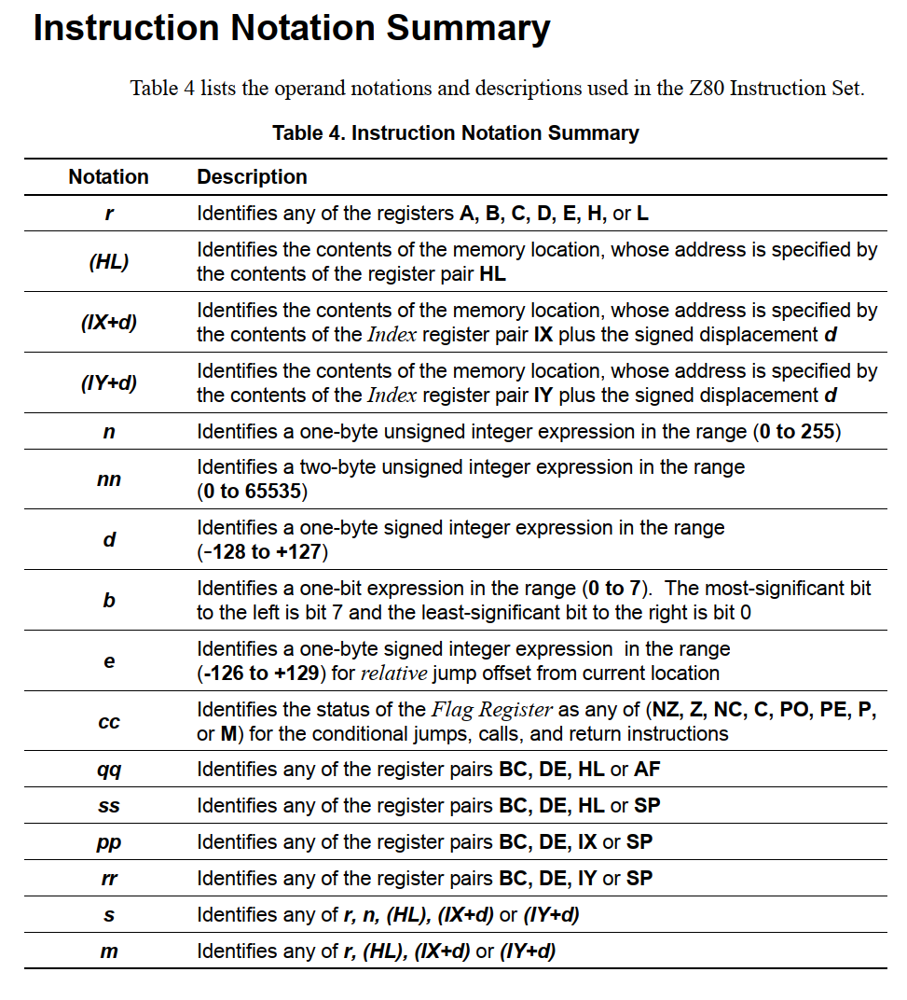 Instruction Notation Summary
Table 4 lists the operand notations and descriptions used in the Z80 Instruction Set.
Table 4. Instruction Notation Summary
Notation Description
r Identifies any of the registers A, B, C, D, E, H, or L
(HL) Identifies the contents of the memory location, whose address is specified by
the contents of the register pair HL
(IX+d) Identifies the contents of the memory location, whose address is specified by
the contents of the Index register pair IX plus the signed displacement d
(IY+d) Identifies the contents of the memory location, whose address is specified by
the contents of the Index register pair IY plus the signed displacement d
n Identifies a one-byte unsigned integer expression in the range (0 to 255)
nn Identifies a two-byte unsigned integer expression in the range
(0 to 65535)
d Identifies a one-byte signed integer expression in the range
(−128 to +127)
b Identifies a one-bit expression in the range (0 to 7). The most-significant bit
to the left is bit 7 and the least-significant bit to the right is bit 0
e Identifies a one-byte signed integer expression in the range
(-126 to +129) for relative jump offset from current location
cc Identifies the status of the Flag Register as any of (NZ, Z, NC, C, PO, PE, P,
or M) for the conditional jumps, calls, and return instructions
qq Identifies any of the register pairs BC, DE, HL or AF
ss Identifies any of the register pairs BC, DE, HL or SP
pp Identifies any of the register pairs BC, DE, IX or SP
rr Identifies any of the register pairs BC, DE, IY or SP
s Identifies any of r, n, (HL), (IX+d) or (IY+d)
m Identifies any of r, (HL), (IX+d) or (IY+d)